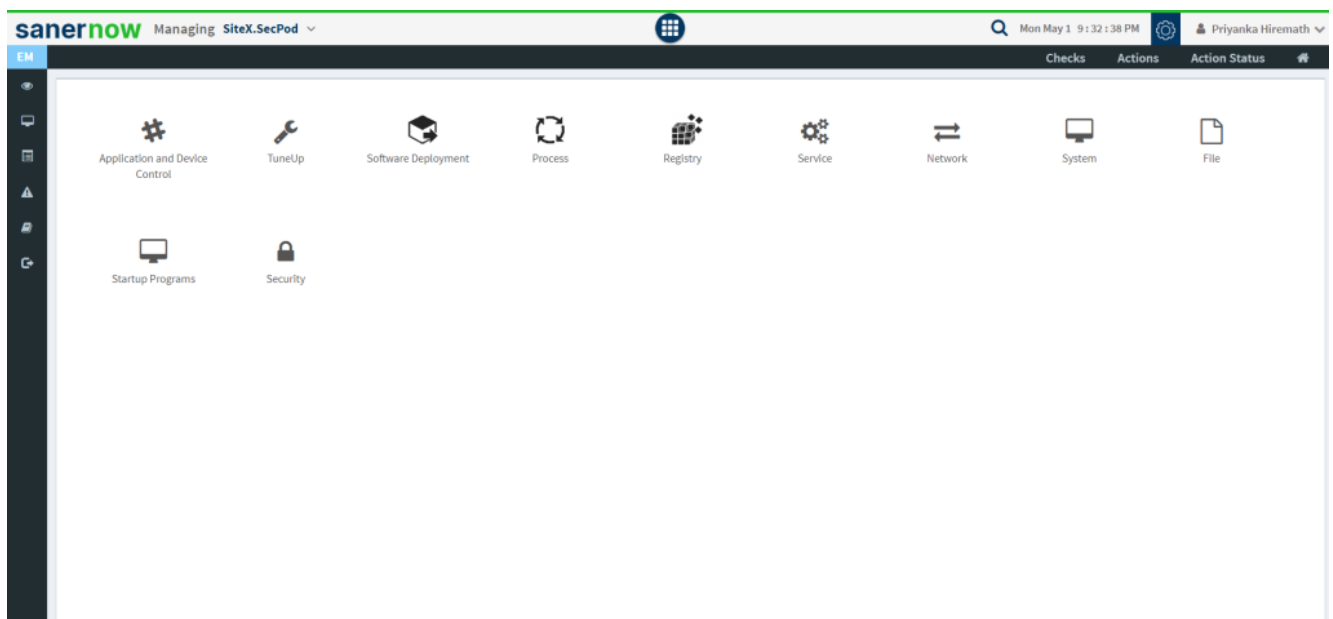 sanernow Managing SiteX.SecPod Mon May 1 9:32:38 PM Priyanka Hiremath
EM Checks Actions Action Status
Application and Device Control
TuneUp
Software Deployment
Process
Registry
Service
Network
System
File
Startup Programs
Security